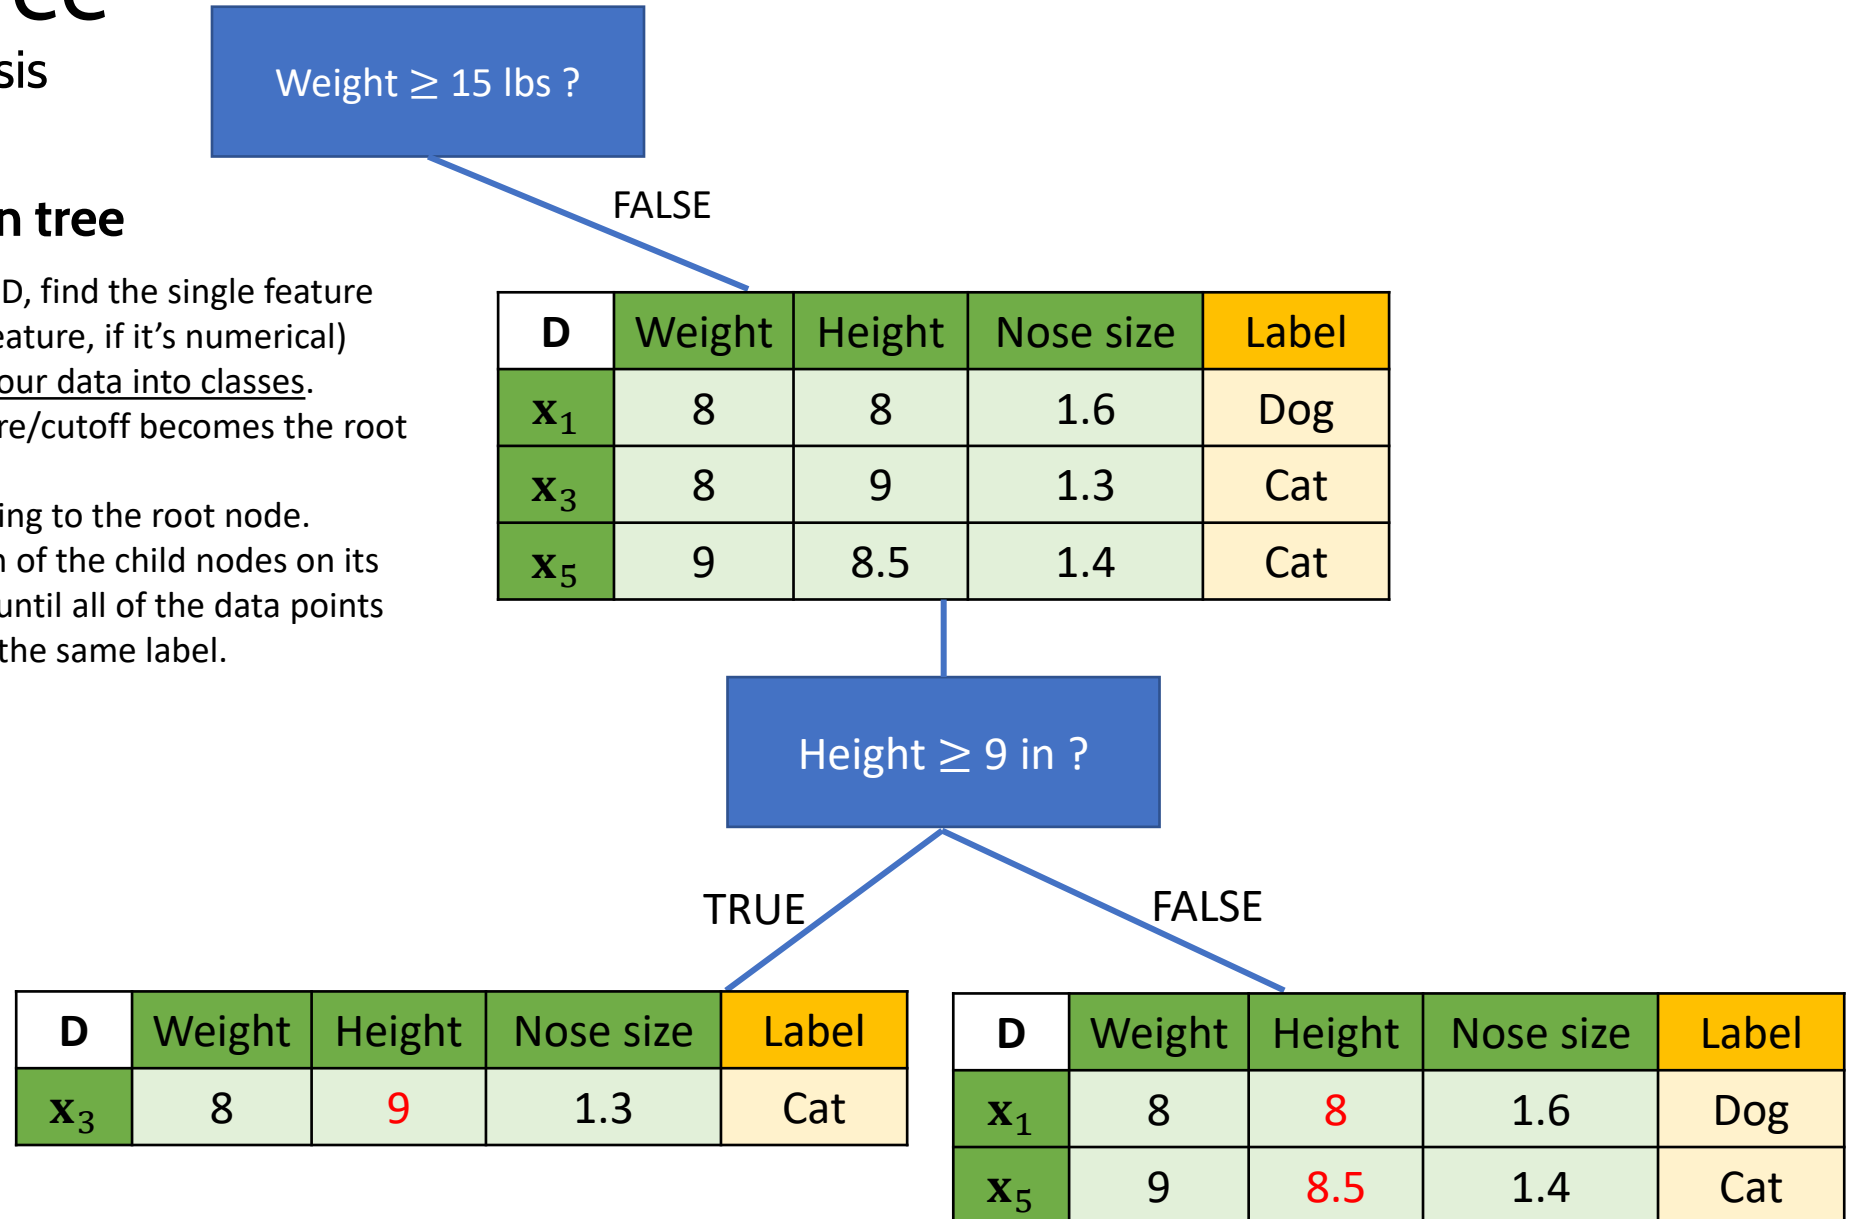 sis
Weight ≥ 15 lbs ?
FALSE
n tree
D, find the single feature
eature, if it's numerical)
our data into classes.
re/cutoff becomes the root
ing to the root node.
n of the child nodes on its
until all of the data points
the same label.
D Weight Height Nose size Label
x₁ 8 8 1.6 Dog
x₃ 8 9 1.3 Cat
x₅ 9 8.5 1.4 Cat
Height ≥ 9 in ?
TRUE FALSE
D Weight Height Nose size Label
x₃ 8 9 1.3 Cat
D Weight Height Nose size Label
x₁ 8 8 1.6 Dog
x₅ 9 8.5 1.4 Cat